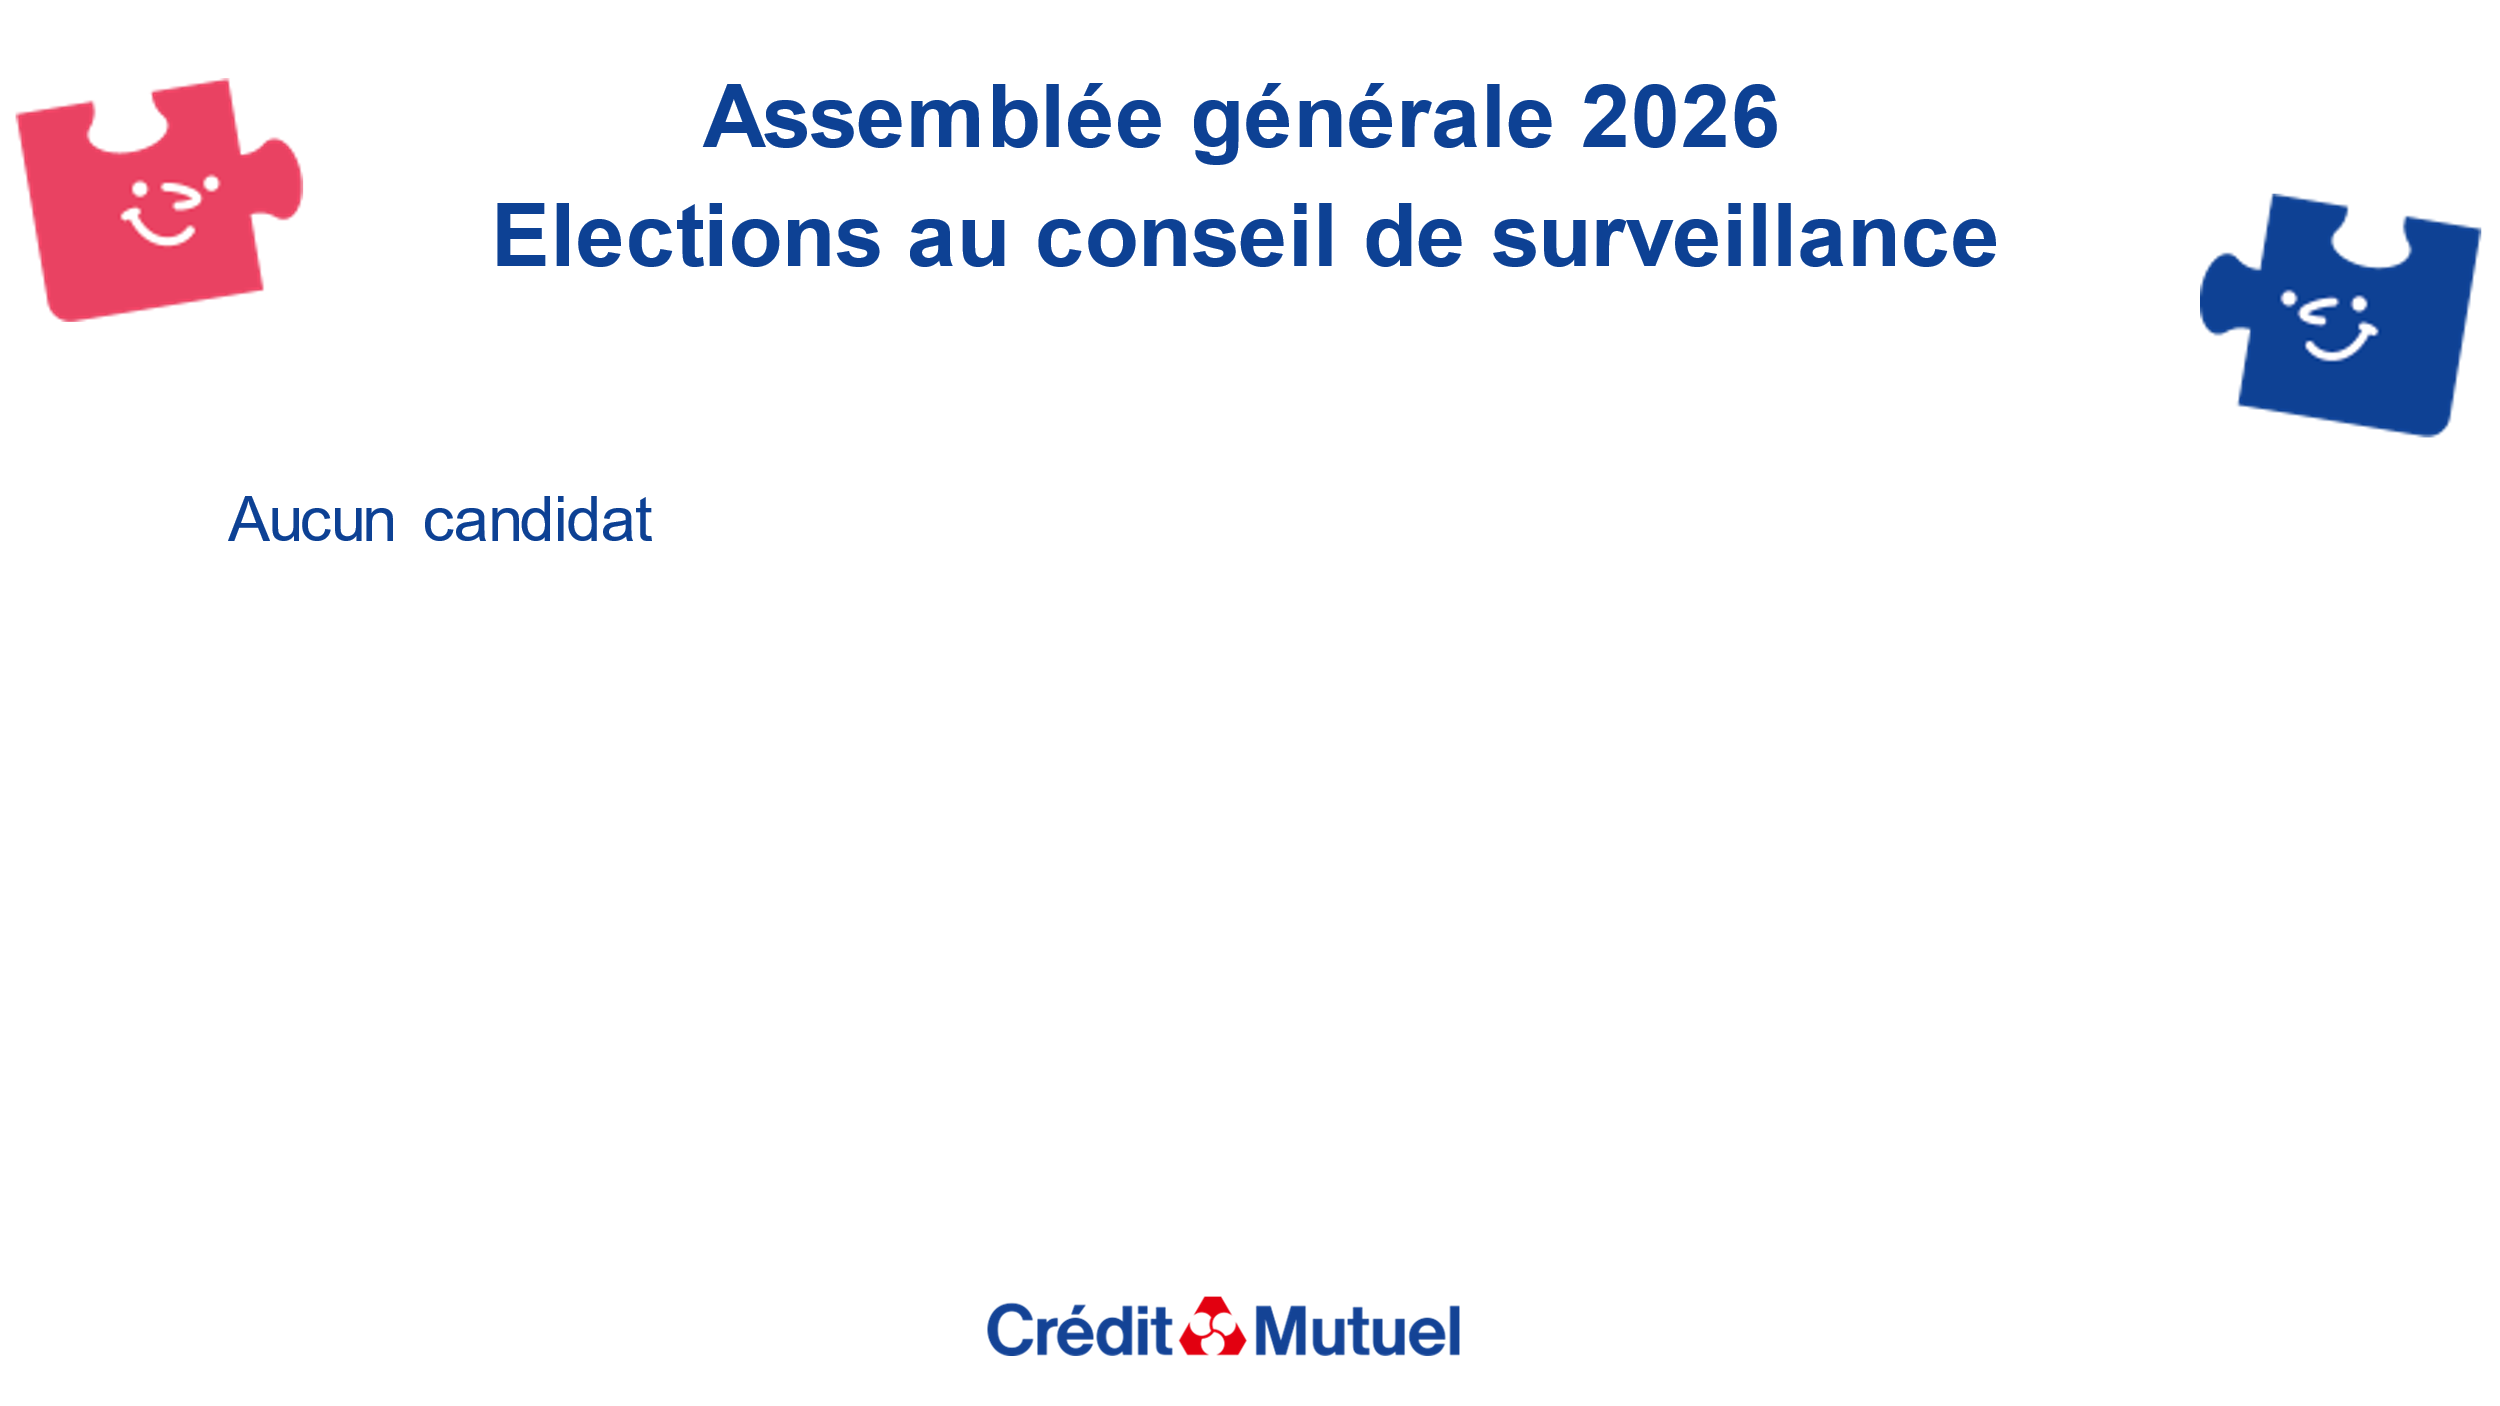 Assemblée générale 2026
Elections au conseil de surveillance
Aucun candidat
Crédit Mutuel